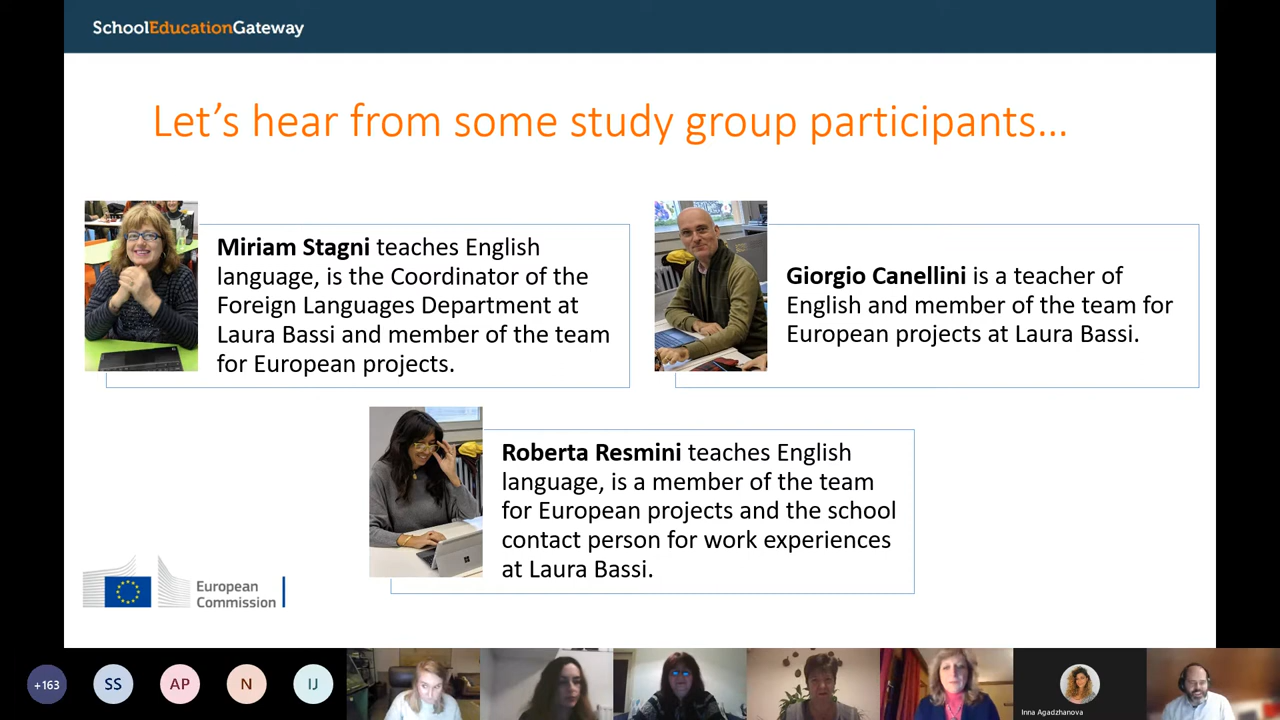 SchoolEducationGateway
Let's hear from some study group participants...
Miriam Stagni teaches English
language, is the Coordinator of the
Foreign Languages Department at
Laura Bassi and member of the team
for European projects.
Giorgio Canellini is a teacher of
English and member of the team for
European projects at Laura Bassi.
Roberta Resmini teaches English
language, is a member of the team
for European projects and the school
contact person for work experiences
at Laura Bassi.
European
Commission
+163
SS
AP
N
IJ
Inna Agadzhanova